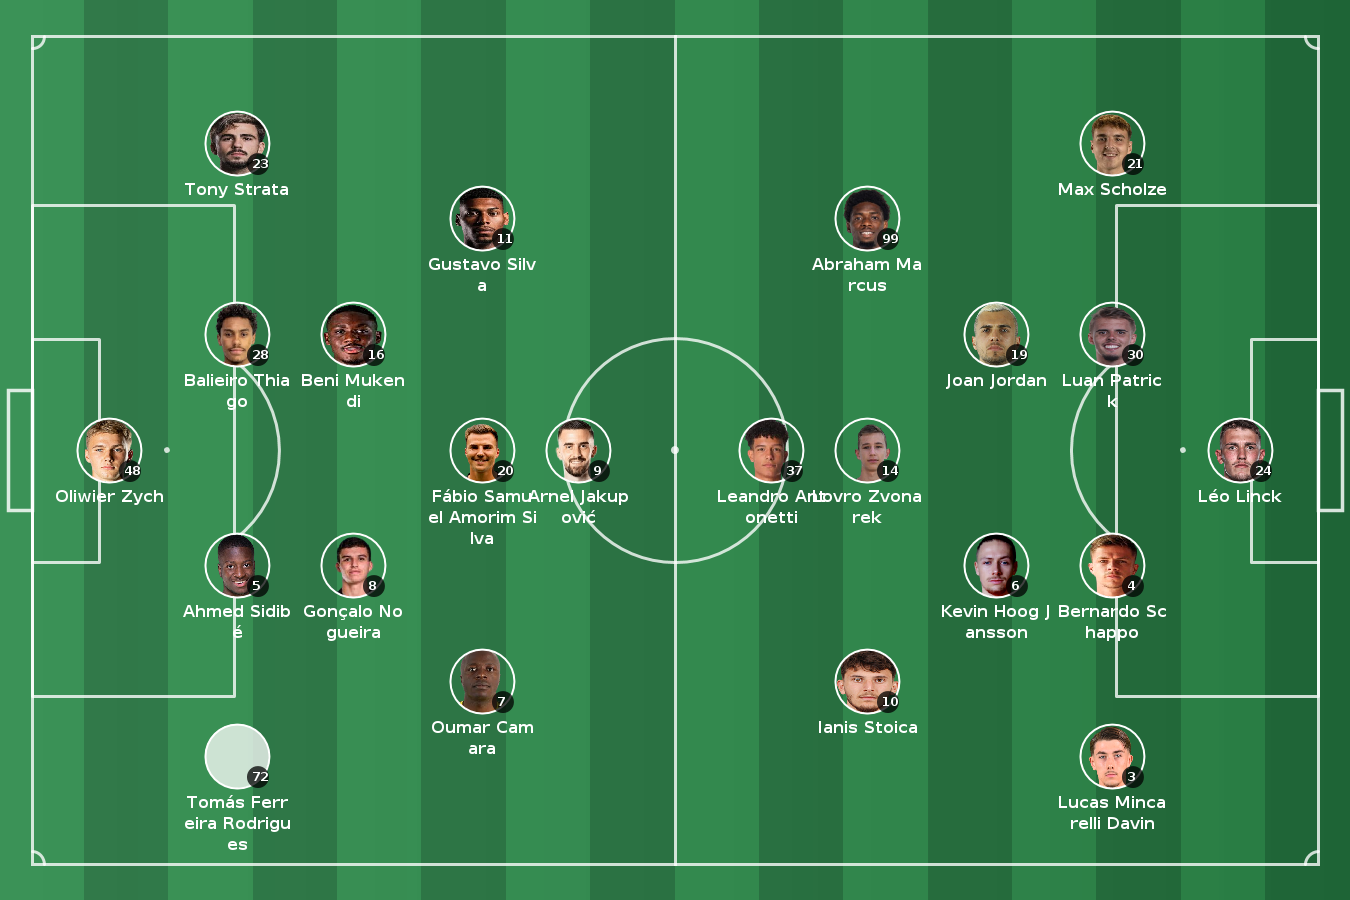 23
Tony Strata
21
Max Scholze
11
Gustavo Silv
a
99
Abraham Ma
rcus
28
Balieiro Thia
go
16
Beni Muken
di
19
Joan Jordan
30
Luan Patric
k
48
Oliwier Zych
20
Fábio Samu
el Amorim Si
lva
9
Arnel Jakup
ović
37
Leandro Ant
onetti
14
Lovro Zvona
rek
24
Léo Linck
5
Ahmed Sidib
é
8
Gonçalo No
gueira
6
Kevin Hoog J
ansson
4
Bernardo Sc
happo
7
Oumar Cam
ara
10
Ianis Stoica
72
Tomás Ferr
eira Rodrigu
es
3
Lucas Minca
relli Davin